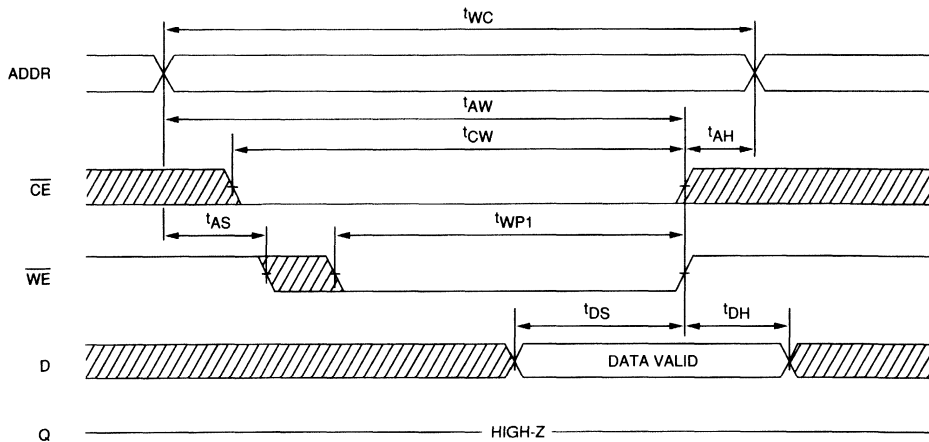 tWC
ADDR
tAW
tCW
tAH
CE
tAS
tWP1
WE
tDS
tDH
D
DATA VALID
Q
HIGH-Z